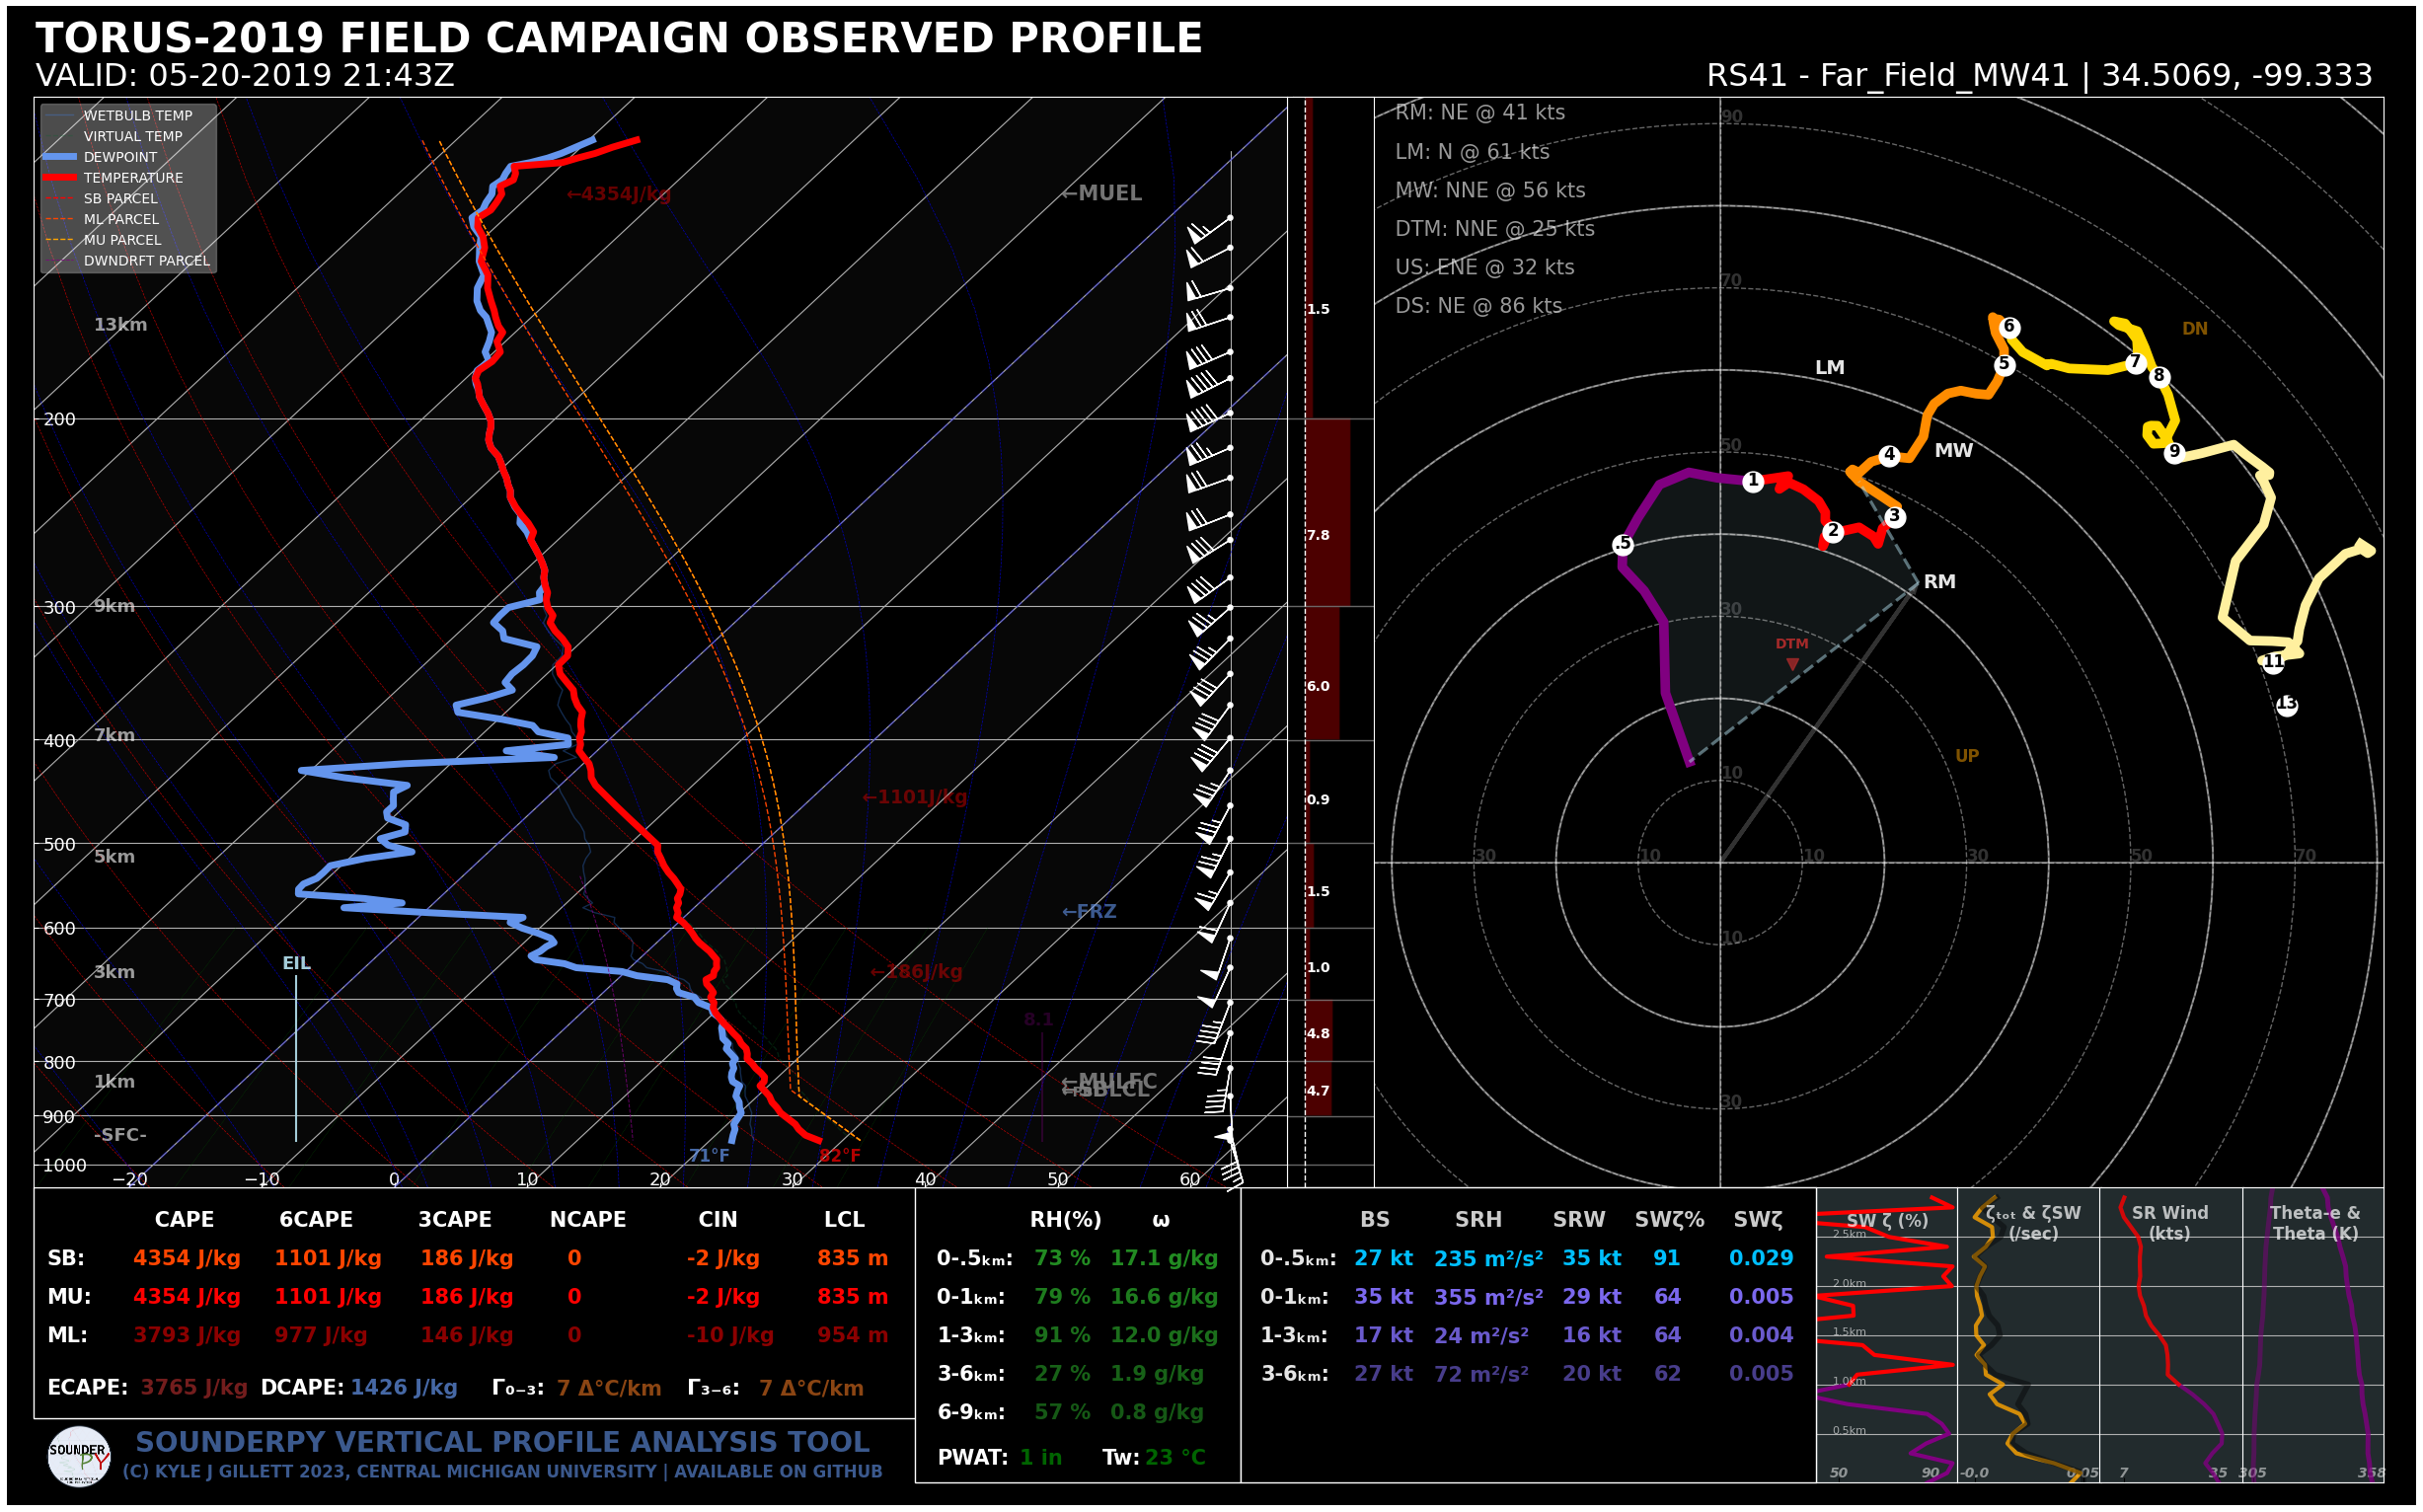 TORUS-2019 FIELD CAMPAIGN OBSERVED PROFILE
VALID: 05-20-2019 21:43Z
RS41 - Far_Field_MW41 | 34.5069, -99.333
WETBULB TEMP
VIRTUAL TEMP
DEWPOINT
TEMPERATURE
SB PARCEL
ML PARCEL
MU PARCEL
DWNDRFT PARCEL
←4354J/kg
←MUEL
13km
200
300
9km
400
7km
←1101J/kg
500
5km
←FRZ
600
EIL
3km
←186J/kg
700
8.1
800
1km
←MULFC
←SBLCL
900
-SFC-
71°F
82°F
1000
−20 −10 0 10 20 30 40 50 60
1.5
7.8
6.0
0.9
1.5
1.0
4.8
4.7
RM: NE @ 41 kts
LM: N @ 61 kts
MW: NNE @ 56 kts
DTM: NNE @ 25 kts
US: ENE @ 32 kts
DS: NE @ 86 kts
90
70
50
30
10
10
30
30 10 10 30 50 70
LM
MW
RM
DTM
DN
UP
.5
1
2
3
4
5
6
7
8
9
11
13
CAPE 6CAPE 3CAPE NCAPE CIN LCL
SB: 4354 J/kg 1101 J/kg 186 J/kg 0 -2 J/kg 835 m
MU: 4354 J/kg 1101 J/kg 186 J/kg 0 -2 J/kg 835 m
ML: 3793 J/kg 977 J/kg 146 J/kg 0 -10 J/kg 954 m
ECAPE: 3765 J/kg DCAPE: 1426 J/kg Γ₀₋₃: 7 Δ°C/km Γ₃₋₆: 7 Δ°C/km
RH(%) ω
0-.5ₖₘ: 73 % 17.1 g/kg
0-1ₖₘ: 79 % 16.6 g/kg
1-3ₖₘ: 91 % 12.0 g/kg
3-6ₖₘ: 27 % 1.9 g/kg
6-9ₖₘ: 57 % 0.8 g/kg
PWAT: 1 in Tw: 23 °C
BS SRH SRW SWζ% SWζ
0-.5ₖₘ: 27 kt 235 m²/s² 35 kt 91 0.029
0-1ₖₘ: 35 kt 355 m²/s² 29 kt 64 0.005
1-3ₖₘ: 17 kt 24 m²/s² 16 kt 64 0.004
3-6ₖₘ: 27 kt 72 m²/s² 20 kt 62 0.005
SW ζ (%)
2.5km
2.0km
1.5km
1.0km
0.5km
50 90
ζₜₒₜ & ζSW
(/sec)
-0.0 0.05
SR Wind
(kts)
7 35
Theta-e &
Theta (K)
305 358
SOUNDERPY
SOUNDERPY VERTICAL PROFILE ANALYSIS TOOL
(C) KYLE J GILLETT 2023, CENTRAL MICHIGAN UNIVERSITY | AVAILABLE ON GITHUB